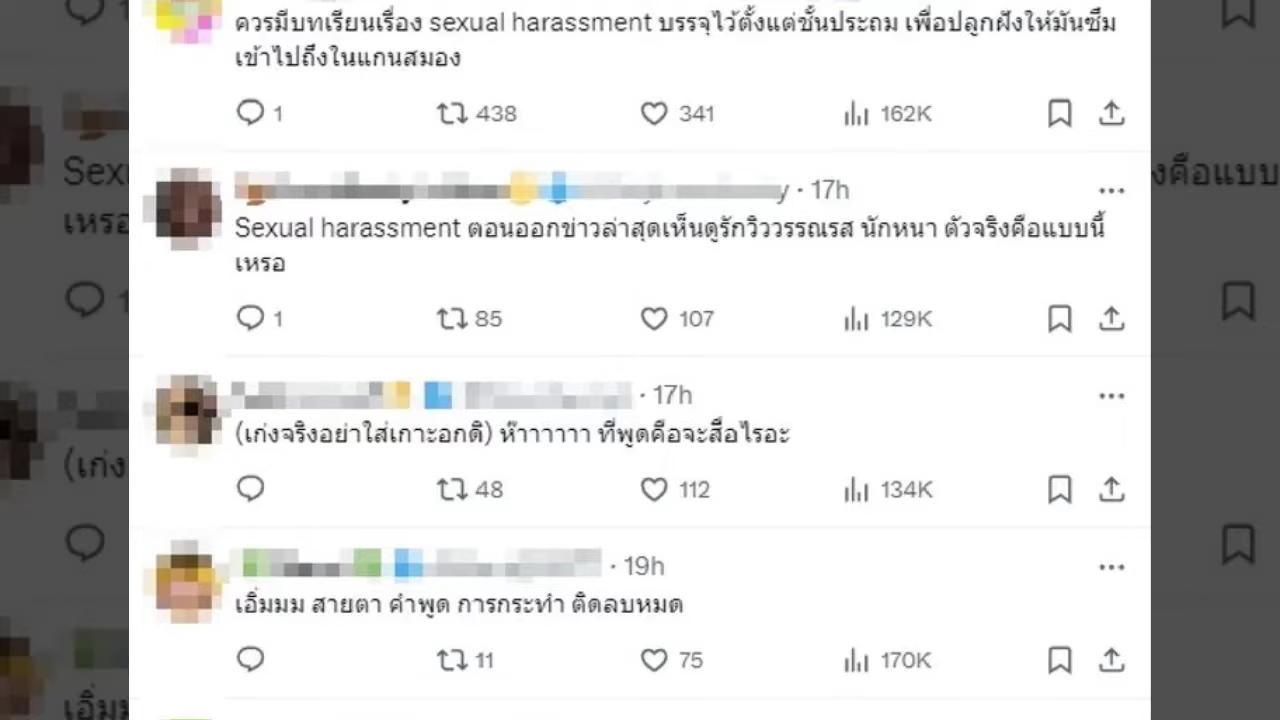 ควรมีบทเรียนเรื่อง sexual harassment บรรจุไว้ตั้งแต่ชั้นประถม เพื่อปลูกฝังให้มันซึม
เข้าไปถึงในแกนสมอง
1 438 341 162K
· 17h
Sexual harassment ตอนออกข่าวล่าสุดเห็นดูรักวิววรรณรส นักหนา ตัวจริงคือแบบนี้
เหรอ
1 85 107 129K
· 17h
(เก่งจริงอย่าใส่เกาะอกดิ) ห๊าาาาาา ที่พูดคือจะสื่อไรอะ
48 112 134K
· 19h
เอิ่มมม สายตา คำพูด การกระทำ ติดลบหมด
11 75 170K